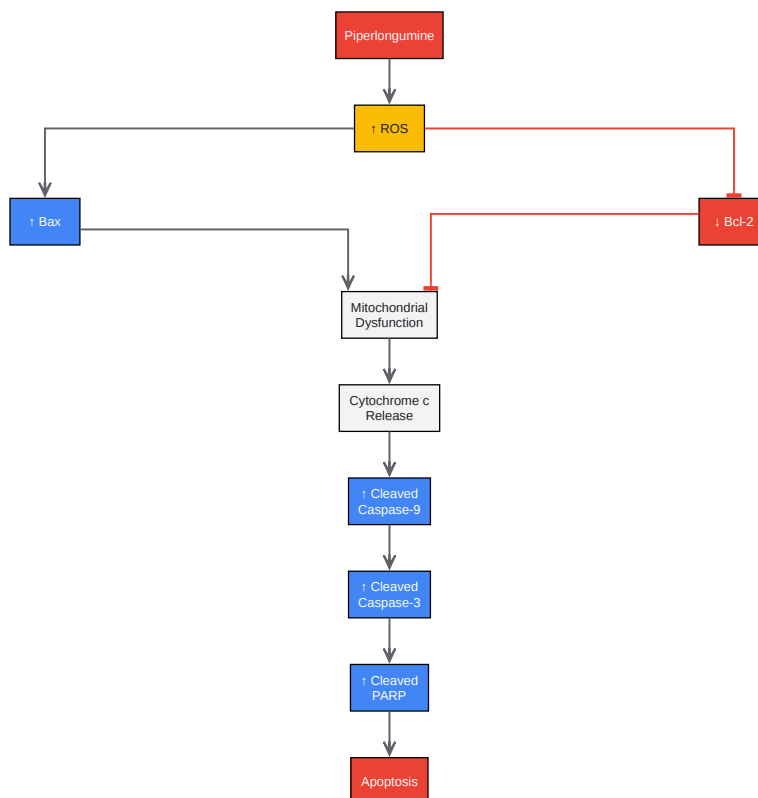 Piperlongumine
↑ ROS
↑ Bax
↓ Bcl-2
Mitochondrial
Dysfunction
Cytochrome c
Release
↑ Cleaved
Caspase-9
↑ Cleaved
Caspase-3
↑ Cleaved
PARP
Apoptosis